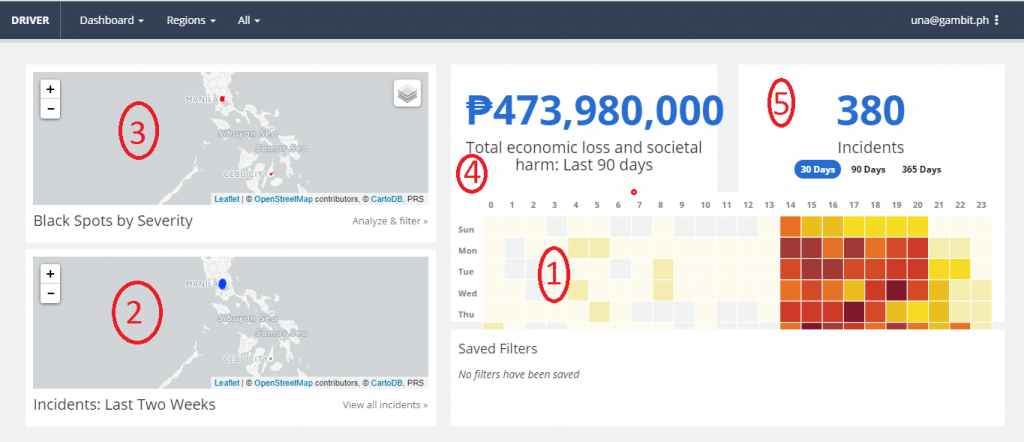 DRIVER Dashboard Regions All una@gambit.ph
+
−
3
MANILA
Sibuyan Sea
Samar Sea
CEBU CITY
Leaflet | © OpenStreetMap contributors, © CartoDB, PRS
Black Spots by Severity Analyze & filter »
+
−
2
MANILA
Sibuyan Sea
Samar Sea
CEBU CITY
Leaflet | © OpenStreetMap contributors, © CartoDB, PRS
Incidents: Last Two Weeks View all incidents »
₱473,980,000
Total economic loss and societal
harm: Last 90 days
4
5
380
Incidents
30 Days 90 Days 365 Days
0 1 2 3 4 5 6 7 8 9 10 11 12 13 14 15 16 17 18 19 20 21 22 23
Sun
Mon
Tue
1
Wed
Thu
Saved Filters
No filters have been saved